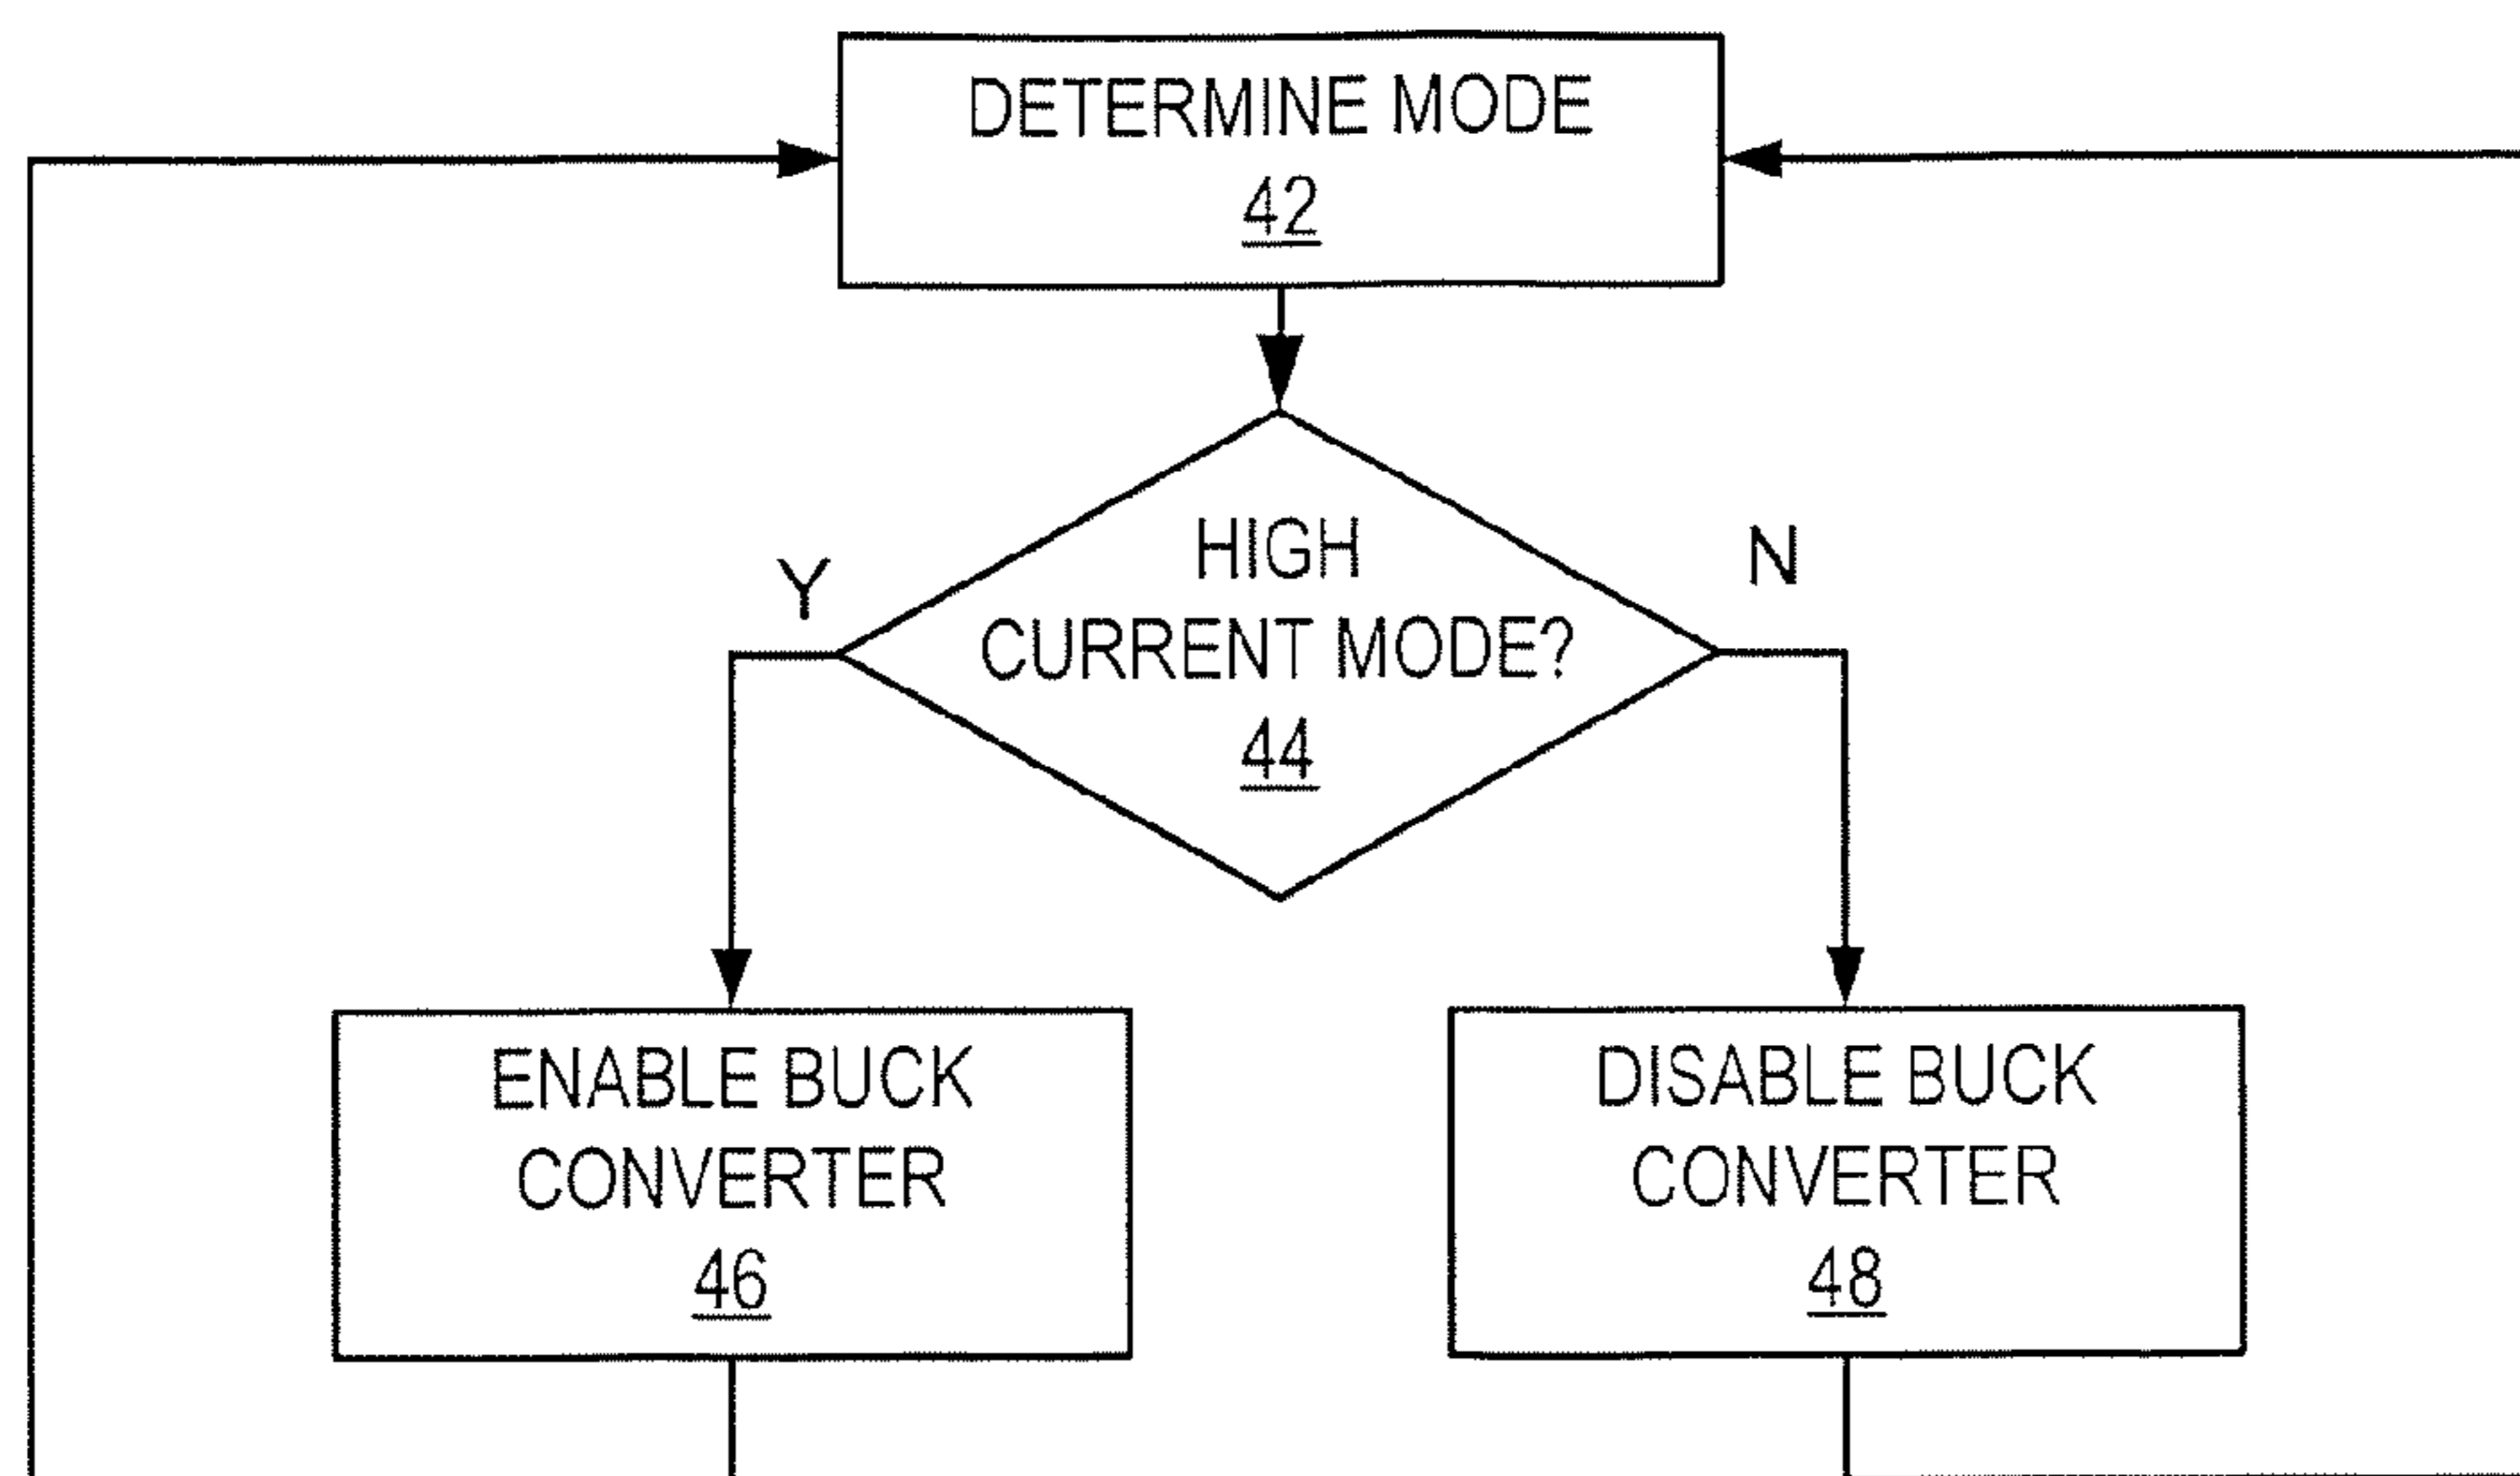 DETERMINE MODE
42
HIGH
CURRENT MODE?
44
Y
N
ENABLE BUCK
CONVERTER
46
DISABLE BUCK
CONVERTER
48